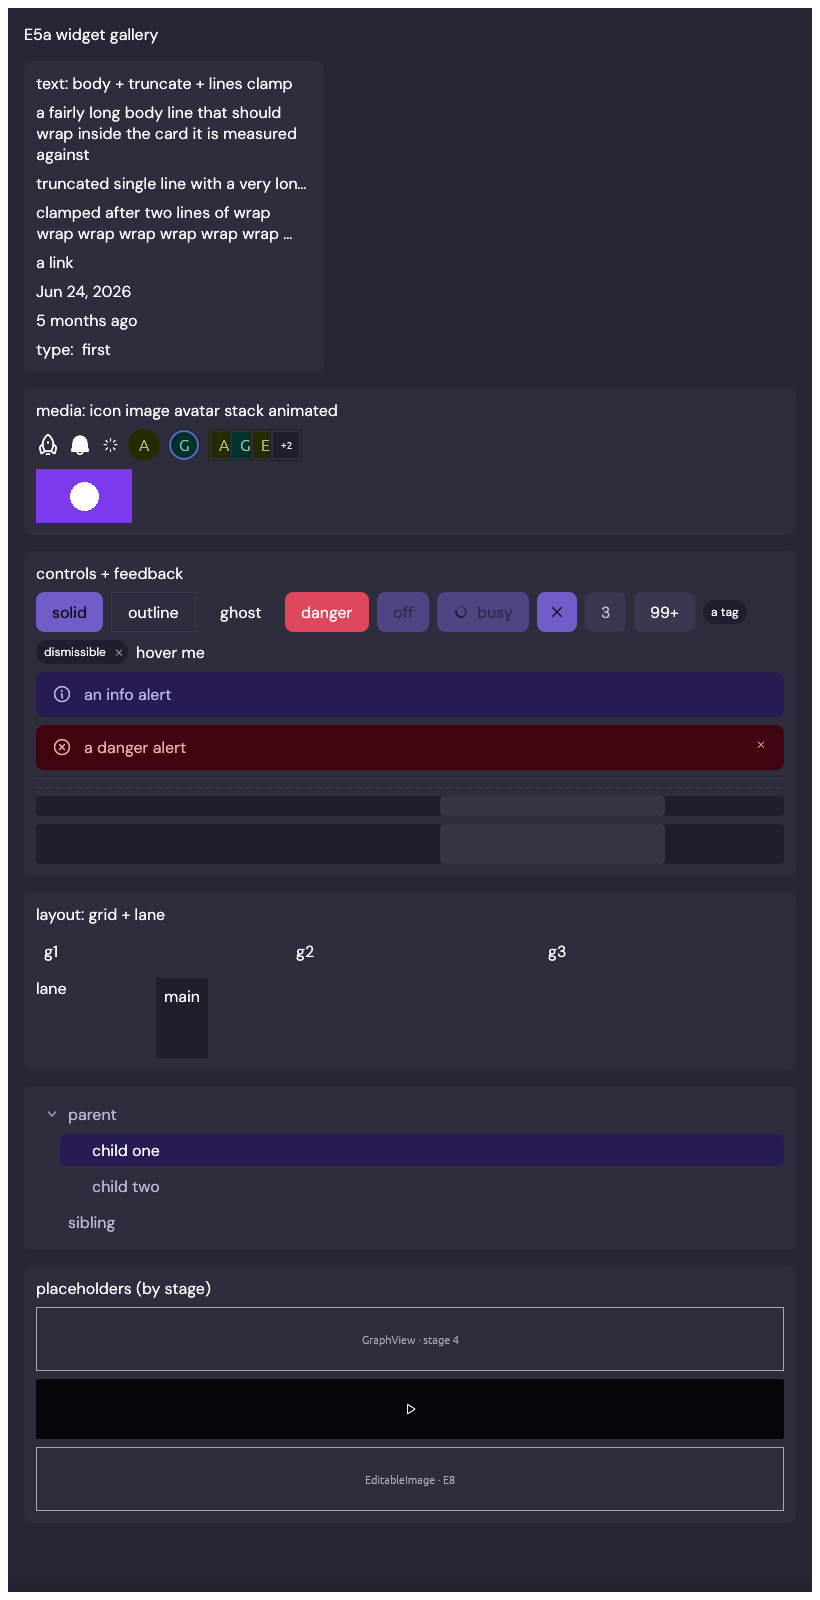 E5a widget gallery
text: body + truncate + lines clamp
a fairly long body line that should
wrap inside the card it is measured
against
truncated single line with a very lon...
clamped after two lines of wrap
wrap wrap wrap wrap wrap wrap ...
a link
Jun 24, 2026
5 months ago
type: first
media: icon image avatar stack animated
A G A G E +2
controls + feedback
solid outline ghost danger off busy 3 99+ a tag
dismissible hover me
an info alert
a danger alert
layout: grid + lane
g1 g2 g3
lane main
parent
child one
child two
sibling
placeholders (by stage)
GraphView · stage 4
EditableImage · E8